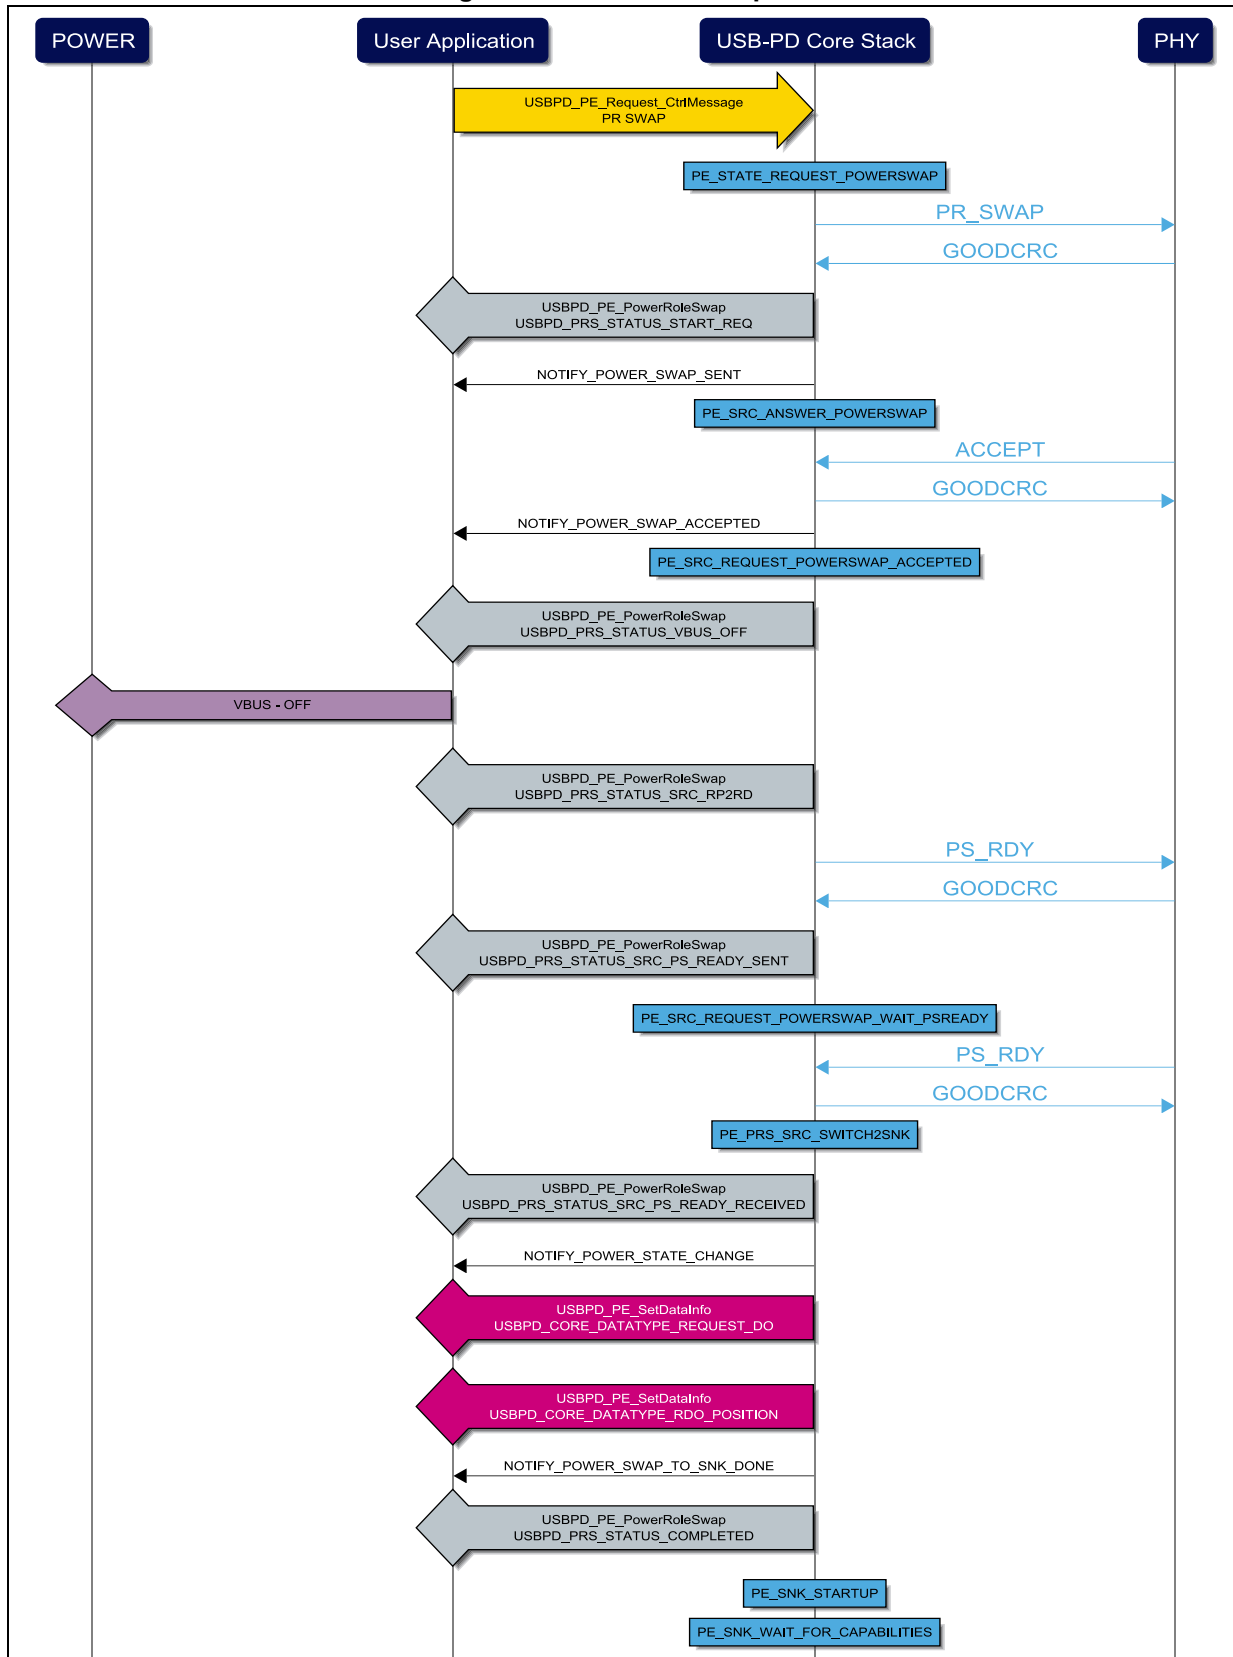 POWER
User Application
USB-PD Core Stack
PHY
USBPD_PE_Request_CtrlMessage
PR SWAP
PE_STATE_REQUEST_POWERSWAP
PR_SWAP
GOODCRC
USBPD_PE_PowerRoleSwap
USBPD_PRS_STATUS_START_REQ
NOTIFY_POWER_SWAP_SENT
PE_SRC_ANSWER_POWERSWAP
ACCEPT
GOODCRC
NOTIFY_POWER_SWAP_ACCEPTED
PE_SRC_REQUEST_POWERSWAP_ACCEPTED
USBPD_PE_PowerRoleSwap
USBPD_PRS_STATUS_VBUS_OFF
VBUS - OFF
USBPD_PE_PowerRoleSwap
USBPD_PRS_STATUS_SRC_RP2RD
PS_RDY
GOODCRC
USBPD_PE_PowerRoleSwap
USBPD_PRS_STATUS_SRC_PS_READY_SENT
PE_SRC_REQUEST_POWERSWAP_WAIT_PSREADY
PS_RDY
GOODCRC
PE_PRS_SRC_SWITCH2SNK
USBPD_PE_PowerRoleSwap
USBPD_PRS_STATUS_SRC_PS_READY_RECEIVED
NOTIFY_POWER_STATE_CHANGE
USBPD_PE_SetDataInfo
USBPD_CORE_DATATYPE_REQUEST_DO
USBPD_PE_SetDataInfo
USBPD_CORE_DATATYPE_RDO_POSITION
NOTIFY_POWER_SWAP_TO_SNK_DONE
USBPD_PE_PowerRoleSwap
USBPD_PRS_STATUS_COMPLETED
PE_SNK_STARTUP
PE_SNK_WAIT_FOR_CAPABILITIES